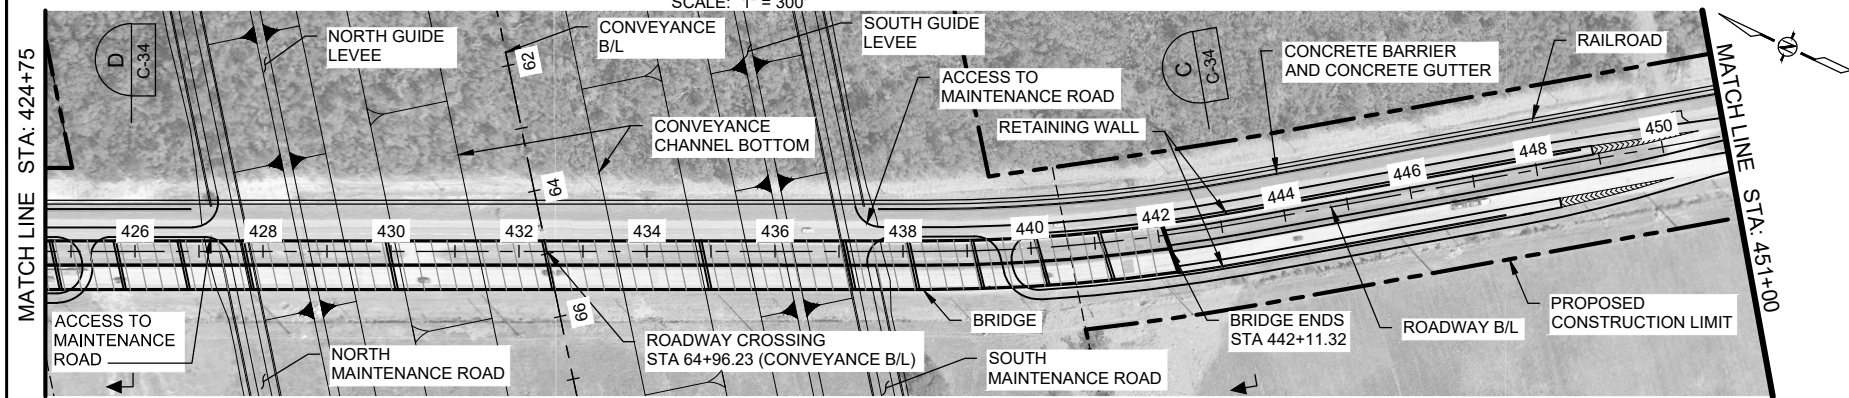 SCALE: 1" = 300'
MATCH LINE STA: 424+75
D
C-34
NORTH GUIDE
LEVEE
CONVEYANCE
B/L
62
SOUTH GUIDE
LEVEE
ACCESS TO
MAINTENANCE ROAD
C
C-34
CONCRETE BARRIER
AND CONCRETE GUTTER
RAILROAD
N
MATCH LINE STA: 451+00
CONVEYANCE
CHANNEL BOTTOM
RETAINING WALL
64
426
428
430
432
434
436
438
440
442
444
446
448
450
66
ACCESS TO
MAINTENANCE
ROAD
NORTH
MAINTENANCE ROAD
ROADWAY CROSSING
STA 64+96.23 (CONVEYANCE B/L)
BRIDGE
SOUTH
MAINTENANCE ROAD
BRIDGE ENDS
STA 442+11.32
ROADWAY B/L
PROPOSED
CONSTRUCTION LIMIT